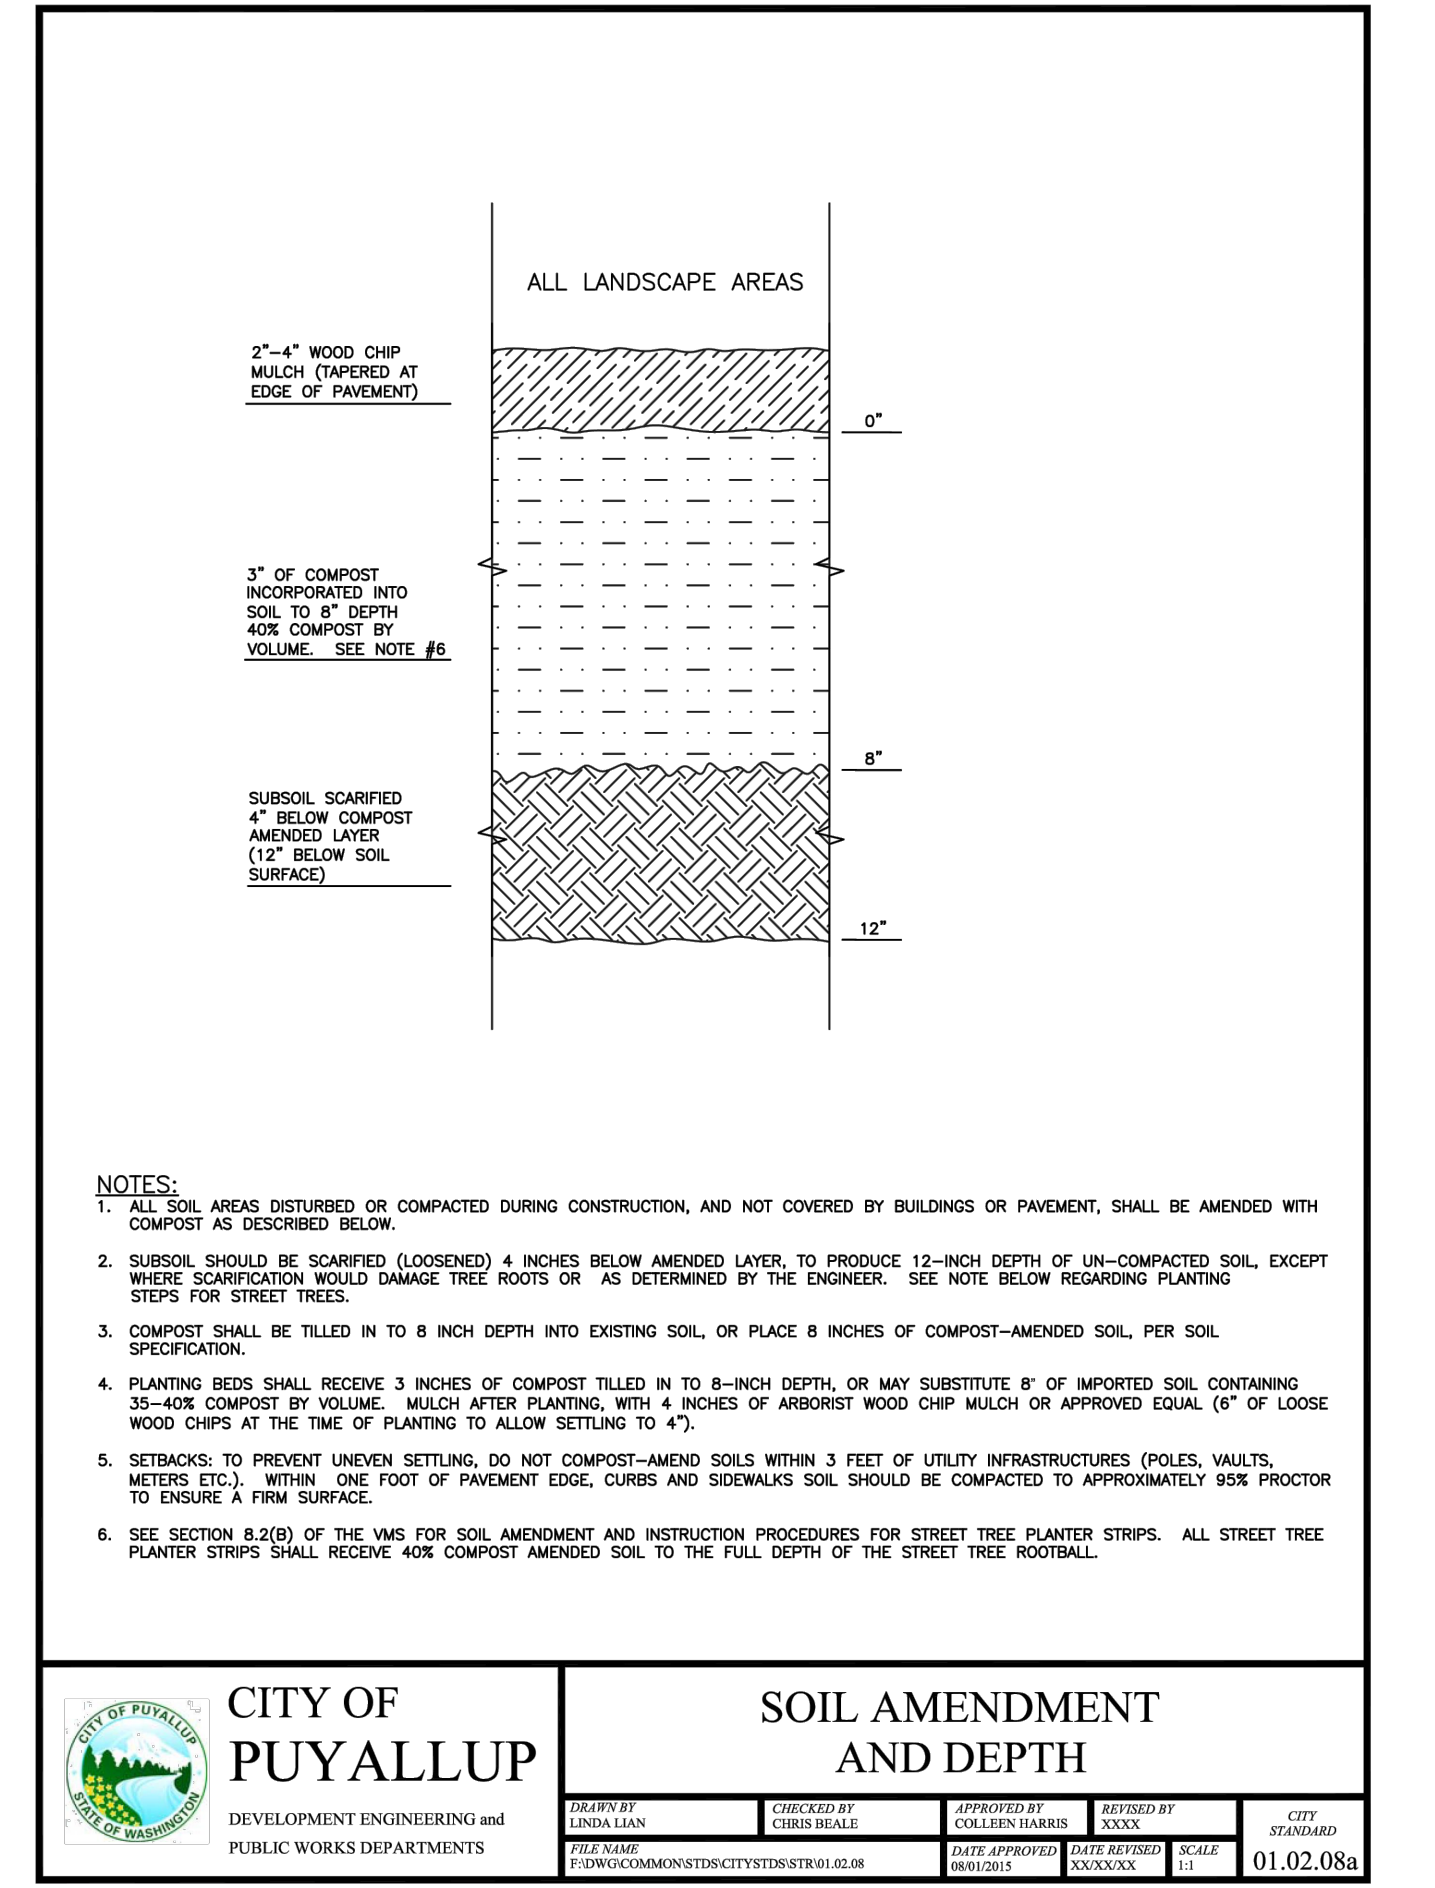 ALL LANDSCAPE AREAS
2"-4" WOOD CHIP
MULCH (TAPERED AT
EDGE OF PAVEMENT)
0"
3" OF COMPOST
INCORPORATED INTO
SOIL TO 8" DEPTH
40% COMPOST BY
VOLUME. SEE NOTE #6
8"
SUBSOIL SCARIFIED
4" BELOW COMPOST
AMENDED LAYER
(12" BELOW SOIL
SURFACE)
12"
NOTES:
1. ALL SOIL AREAS DISTURBED OR COMPACTED DURING CONSTRUCTION, AND NOT COVERED BY BUILDINGS OR PAVEMENT, SHALL BE AMENDED WITH
COMPOST AS DESCRIBED BELOW.
2. SUBSOIL SHOULD BE SCARIFIED (LOOSENED) 4 INCHES BELOW AMENDED LAYER, TO PRODUCE 12-INCH DEPTH OF UN-COMPACTED SOIL, EXCEPT
WHERE SCARIFICATION WOULD DAMAGE TREE ROOTS OR AS DETERMINED BY THE ENGINEER. SEE NOTE BELOW REGARDING PLANTING
STEPS FOR STREET TREES.
3. COMPOST SHALL BE TILLED IN TO 8 INCH DEPTH INTO EXISTING SOIL, OR PLACE 8 INCHES OF COMPOST-AMENDED SOIL, PER SOIL
SPECIFICATION.
4. PLANTING BEDS SHALL RECEIVE 3 INCHES OF COMPOST TILLED IN TO 8-INCH DEPTH, OR MAY SUBSTITUTE 8" OF IMPORTED SOIL CONTAINING
35-40% COMPOST BY VOLUME. MULCH AFTER PLANTING, WITH 4 INCHES OF ARBORIST WOOD CHIP MULCH OR APPROVED EQUAL (6" OF LOOSE
WOOD CHIPS AT THE TIME OF PLANTING TO ALLOW SETTLING TO 4").
5. SETBACKS: TO PREVENT UNEVEN SETTLING, DO NOT COMPOST-AMEND SOILS WITHIN 3 FEET OF UTILITY INFRASTRUCTURES (POLES, VAULTS,
METERS ETC.). WITHIN ONE FOOT OF PAVEMENT EDGE, CURBS AND SIDEWALKS SOIL SHOULD BE COMPACTED TO APPROXIMATELY 95% PROCTOR
TO ENSURE A FIRM SURFACE.
6. SEE SECTION 8.2(B) OF THE VMS FOR SOIL AMENDMENT AND INSTRUCTION PROCEDURES FOR STREET TREE PLANTER STRIPS. ALL STREET TREE
PLANTER STRIPS SHALL RECEIVE 40% COMPOST AMENDED SOIL TO THE FULL DEPTH OF THE STREET TREE ROOTBALL.
CITY OF PUYALLUP
STATE OF WASHINGTON
CITY OF
PUYALLUP
DEVELOPMENT ENGINEERING and
PUBLIC WORKS DEPARTMENTS
SOIL AMENDMENT
AND DEPTH
DRAWN BY
LINDA LIAN
CHECKED BY
CHRIS BEALE
APPROVED BY
COLLEEN HARRIS
REVISED BY
XXXX
FILE NAME
F:\DWG\COMMON\STDS\CITYSTDS\STR\01.02.08
DATE APPROVED
08/01/2015
DATE REVISED
XX/XX/XX
SCALE
1:1
CITY
STANDARD
01.02.08a